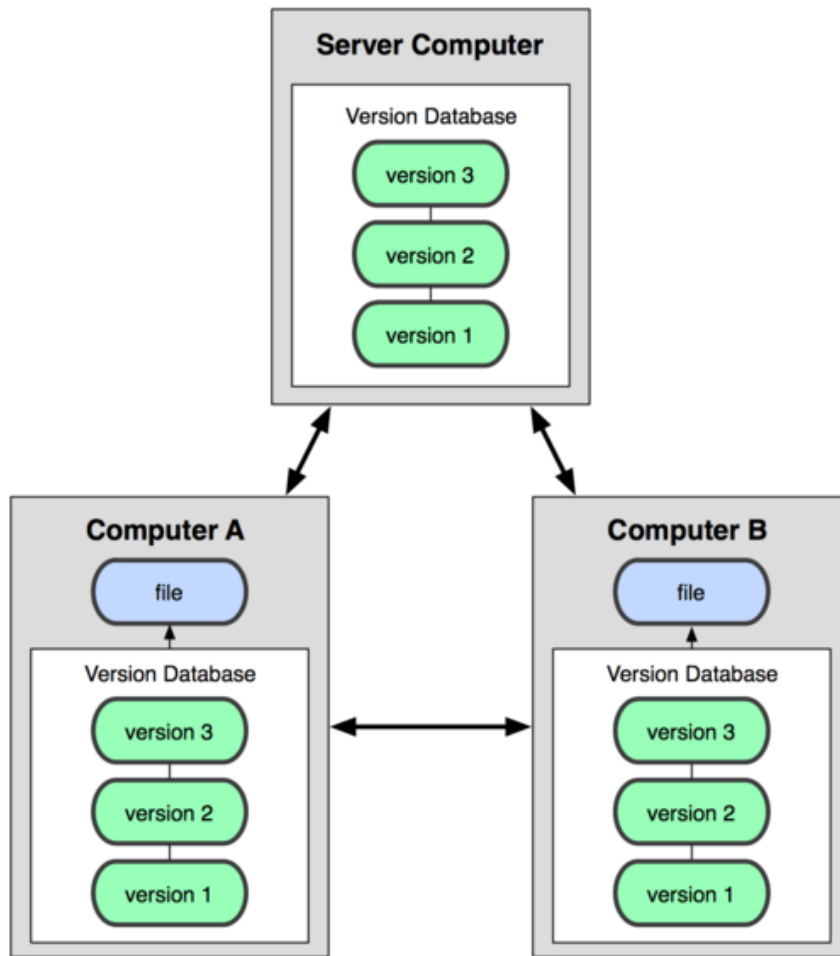 Server Computer
Version Database
version 3
version 2
version 1
Computer A
file
Version Database
version 3
version 2
version 1
Computer B
file
Version Database
version 3
version 2
version 1